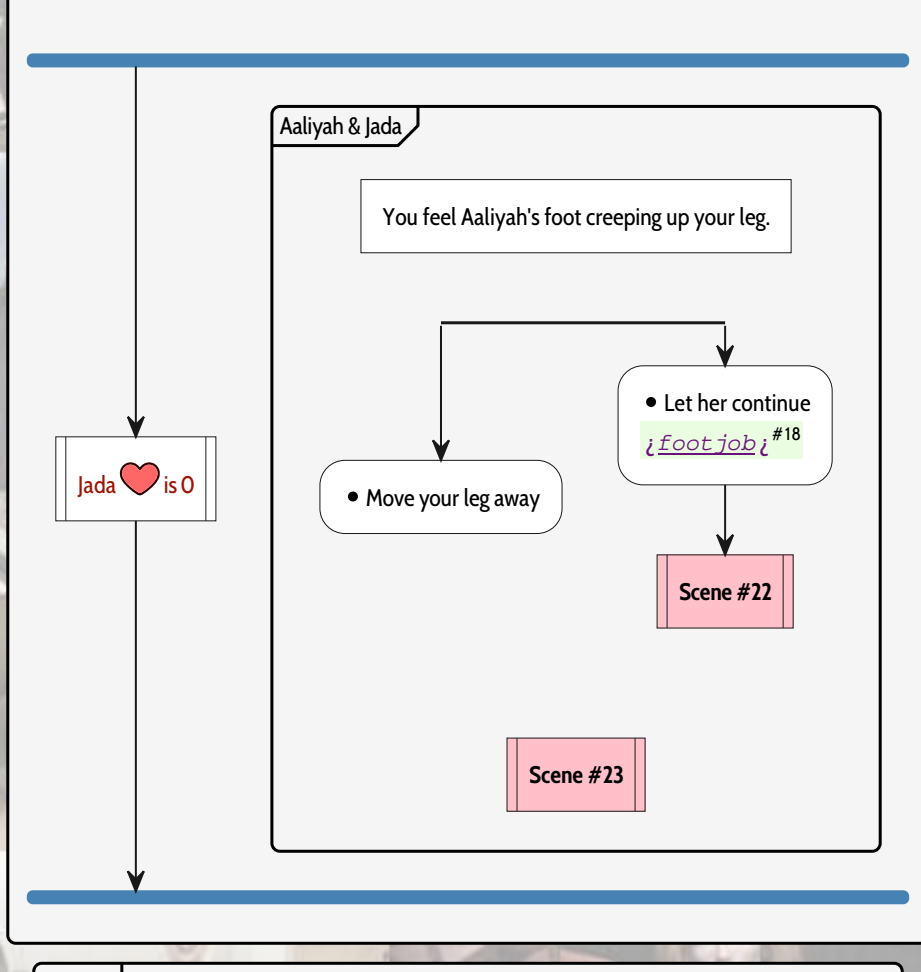 Aaliyah & Jada
You feel Aaliyah's foot creeping up your leg.
• Let her continue
¿footjob¿#18
Jada ❤ is 0
• Move your leg away
Scene #22
Scene #23